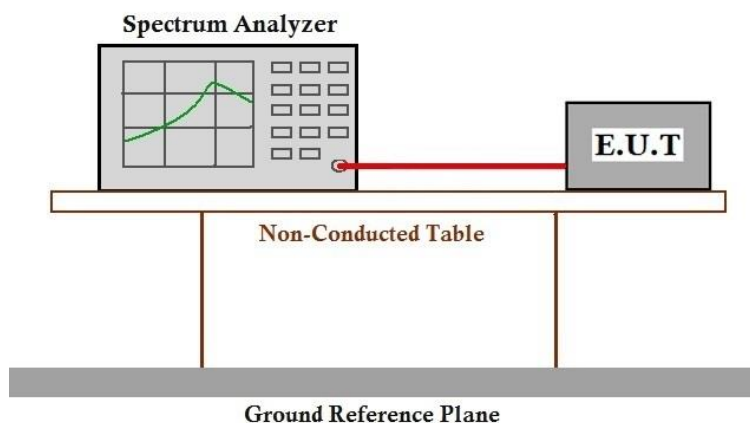 Spectrum Analyzer
E.U.T
Non-Conducted Table
Ground Reference Plane